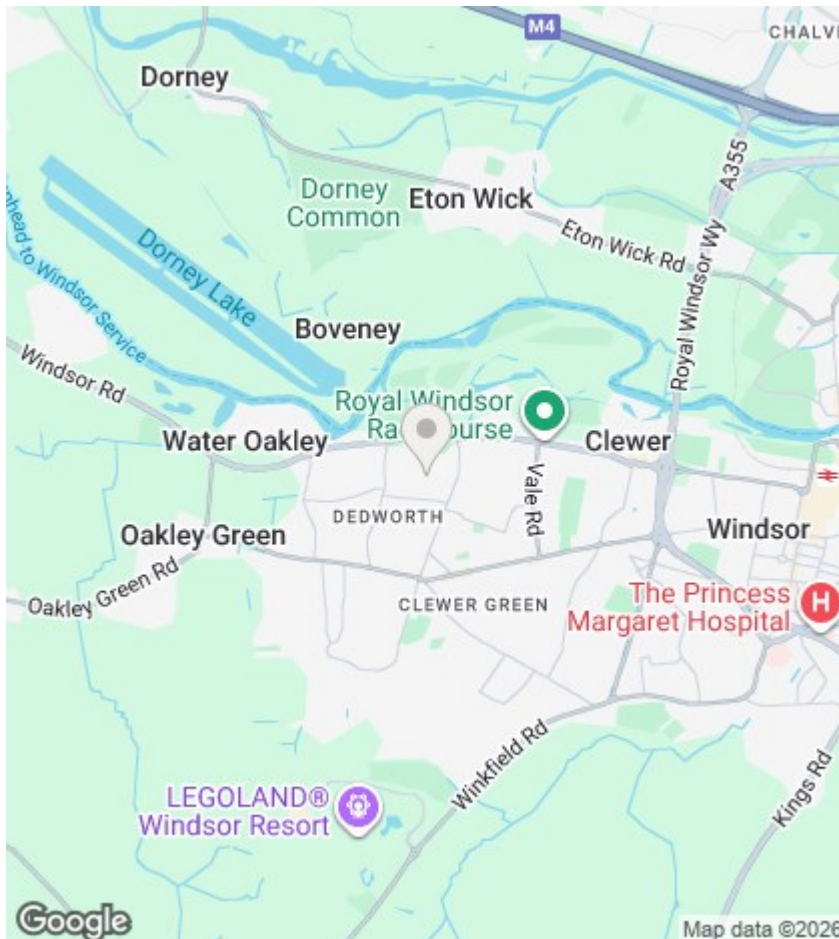 M4
CHALV
Dorney
A355
Dorney
Common
Eton Wick
Eton Wick Rd
Dorney Lake
nhead to Windsor Service
Royal Windsor Wy
Boveney
Windsor Rd
Royal Windsor
Ra ourse
Water Oakley
Clewer
Vale Rd
DEDWORTH
Windsor
Oakley Green
Oakley Green Rd
CLEWER GREEN
The Princess
Margaret Hospital
H
Winkfield Rd
Kings Rd
LEGOLAND®
Windsor Resort
Google
Map data ©2026